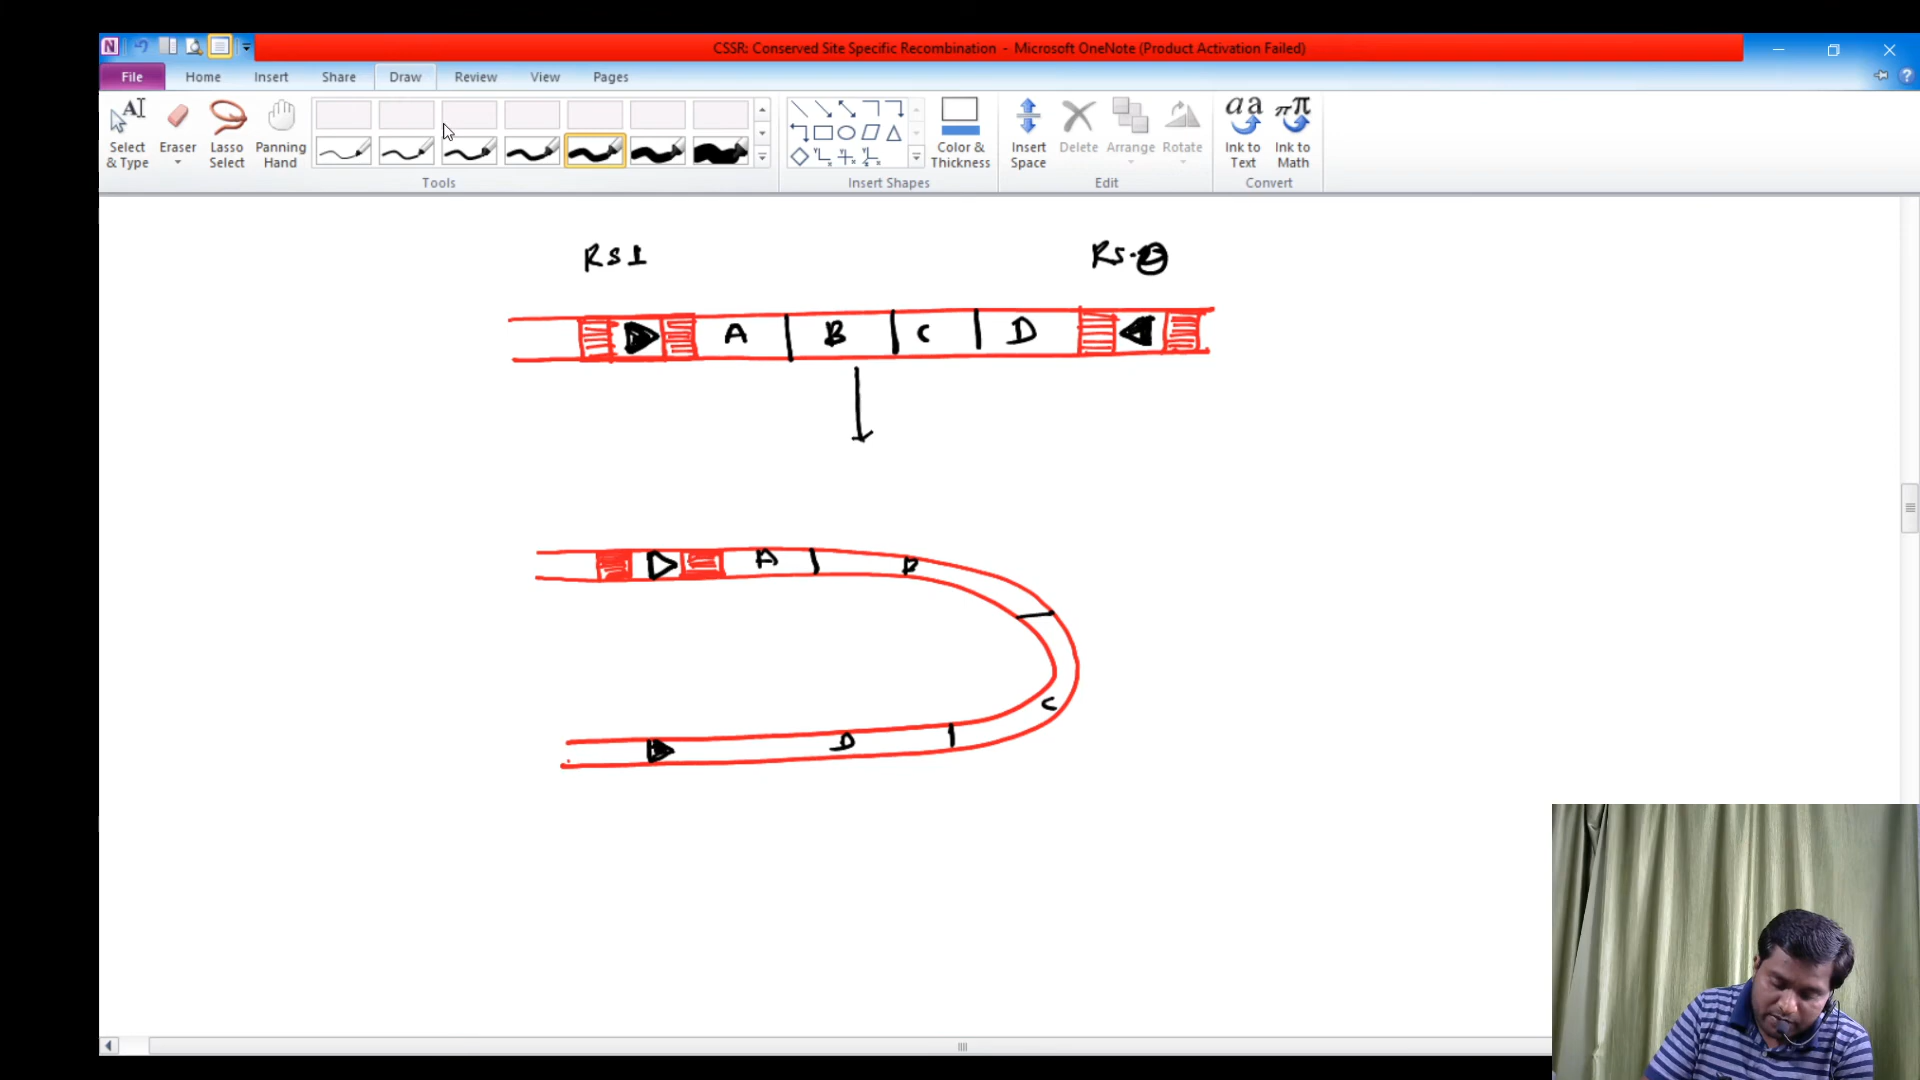 CSSR: Conserved Site Specific Recombination - Microsoft OneNote (Product Activation Failed)
File Home Insert Share Draw Review View Pages
Select & Type
Eraser
Lasso Select
Panning Hand
Color & Thickness
Insert Space
Delete
Arrange
Rotate
Ink to Text
Ink to Math
Tools
Insert Shapes
Edit
Convert
RS1 RS-2
A B C D
A B
C
D